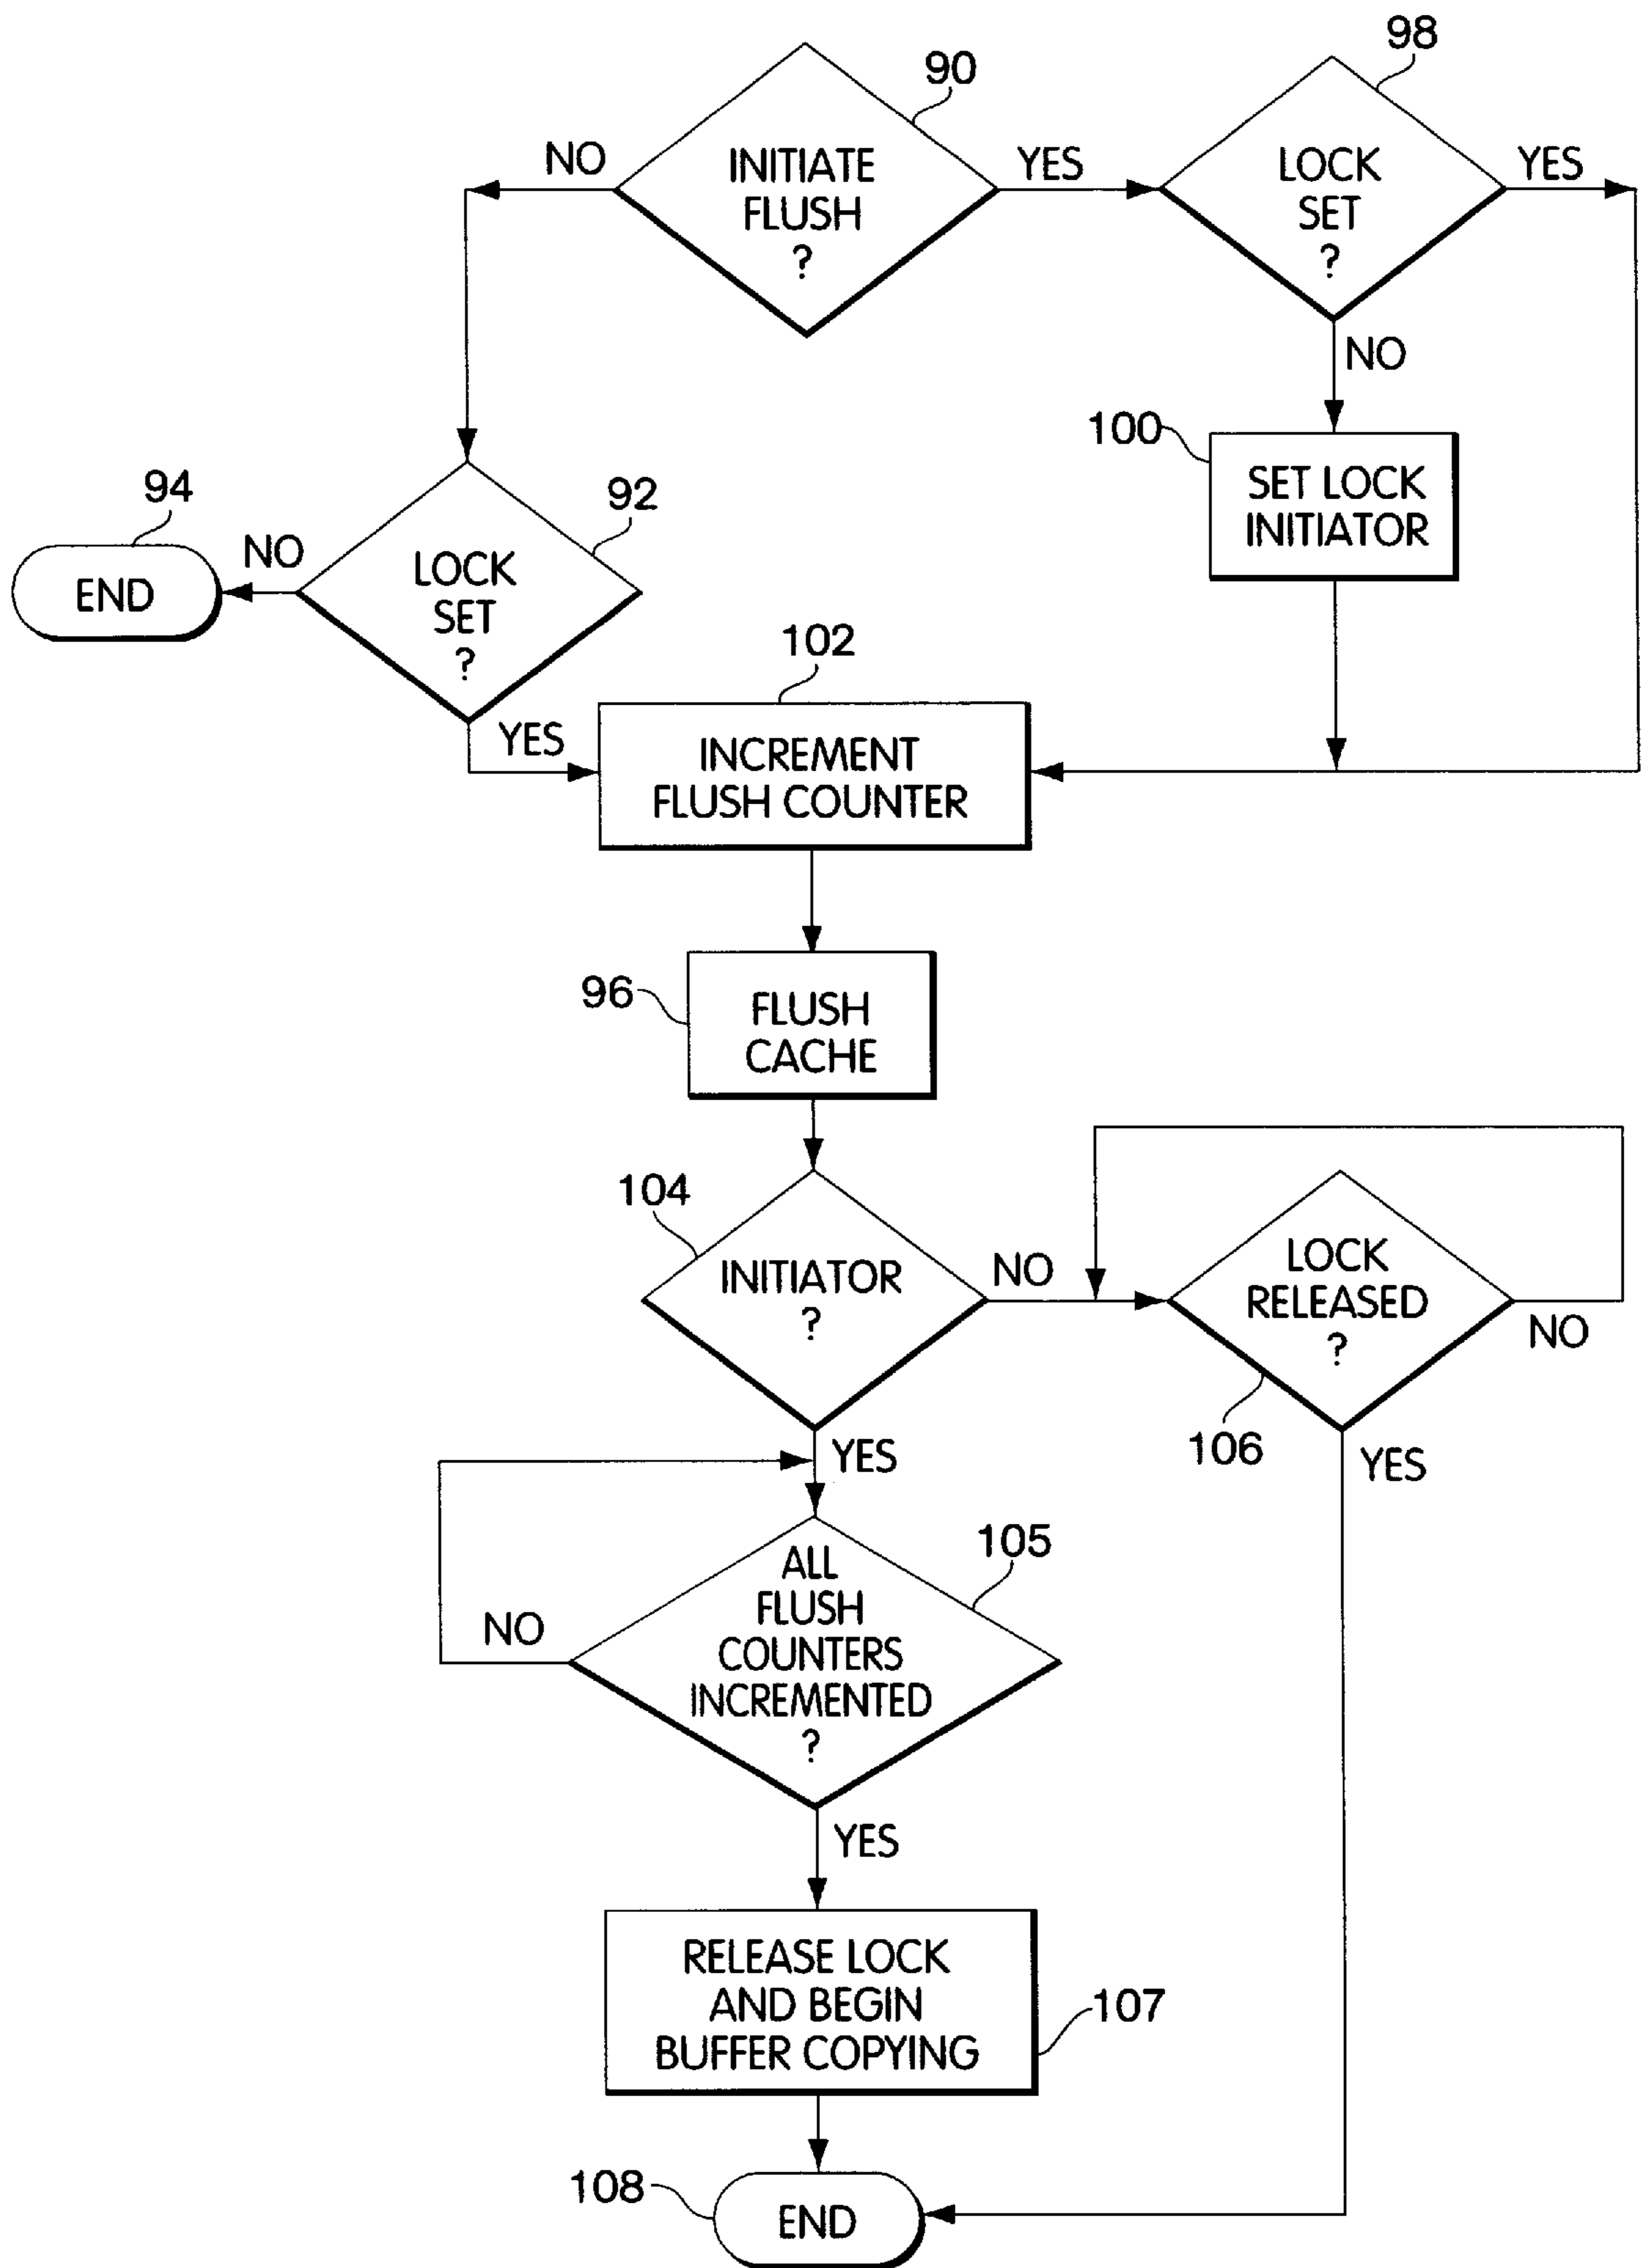 90
INITIATE
FLUSH
?
NO
YES
98
LOCK
SET
?
YES
NO
100
SET LOCK
INITIATOR
94
END
NO
92
LOCK
SET
?
YES
102
INCREMENT
FLUSH COUNTER
96
FLUSH
CACHE
104
INITIATOR
?
NO
LOCK
RELEASED
?
NO
106
YES
YES
105
ALL
FLUSH
COUNTERS
INCREMENTED
?
NO
YES
RELEASE LOCK
AND BEGIN
BUFFER COPYING
107
108
END